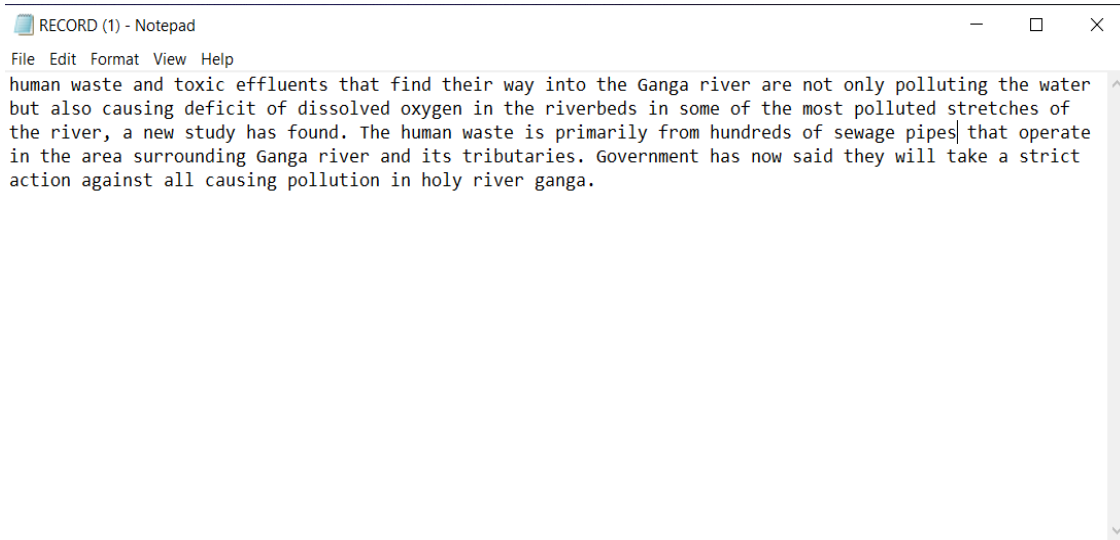 RECORD (1) - Notepad
File Edit Format View Help
human waste and toxic effluents that find their way into the Ganga river are not only polluting the water
but also causing deficit of dissolved oxygen in the riverbeds in some of the most polluted stretches of
the river, a new study has found. The human waste is primarily from hundreds of sewage pipes that operate
in the area surrounding Ganga river and its tributaries. Government has now said they will take a strict
action against all causing pollution in holy river ganga.